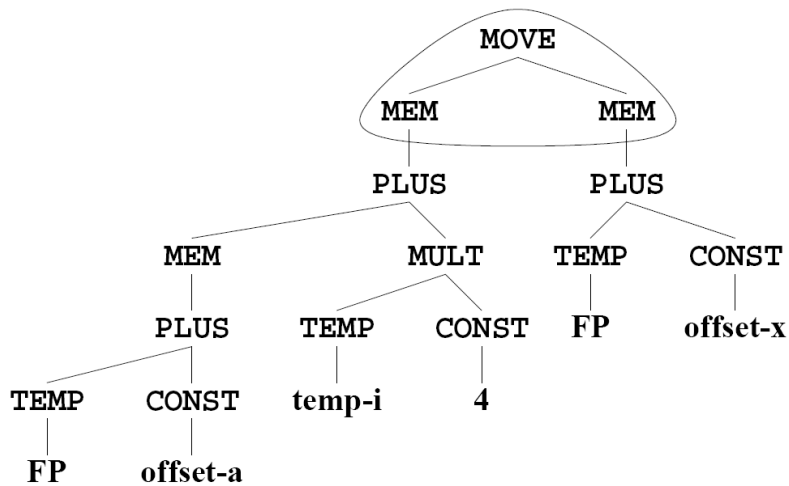 MOVE
MEM MEM
PLUS PLUS
MEM MULT TEMP CONST
PLUS TEMP CONST FP offset-x
TEMP CONST temp-i 4
FP offset-a